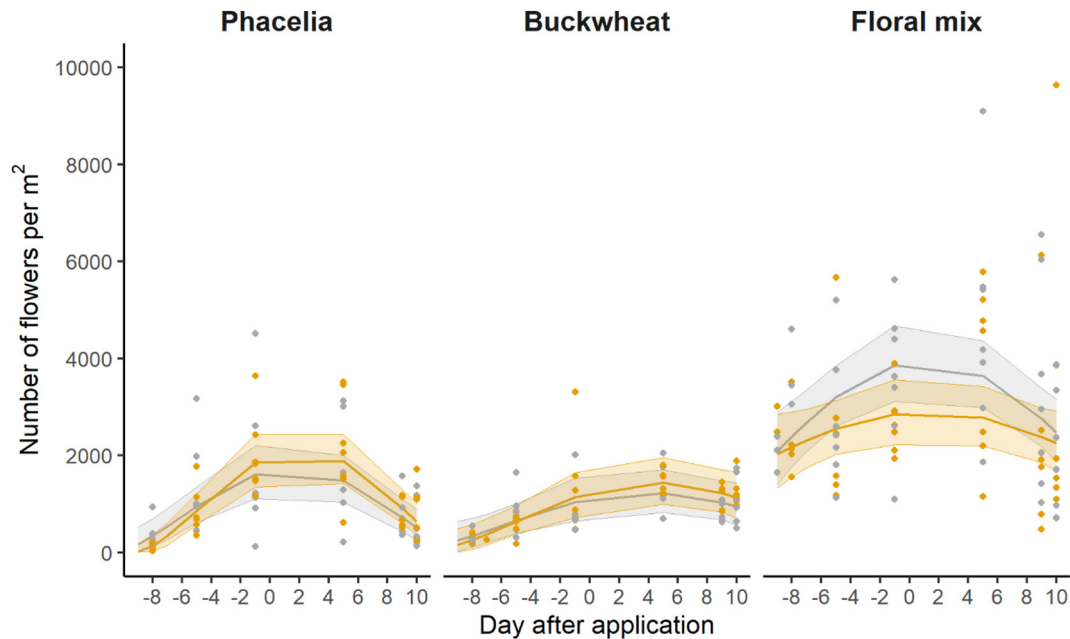 Phacelia Buckwheat Floral mix
Number of flowers per m²
10000
8000
6000
4000
2000
0
-8 -6 -4 -2 0 2 4 6 8 10 -8 -6 -4 -2 0 2 4 6 8 10 -8 -6 -4 -2 0 2 4 6 8 10
Day after application